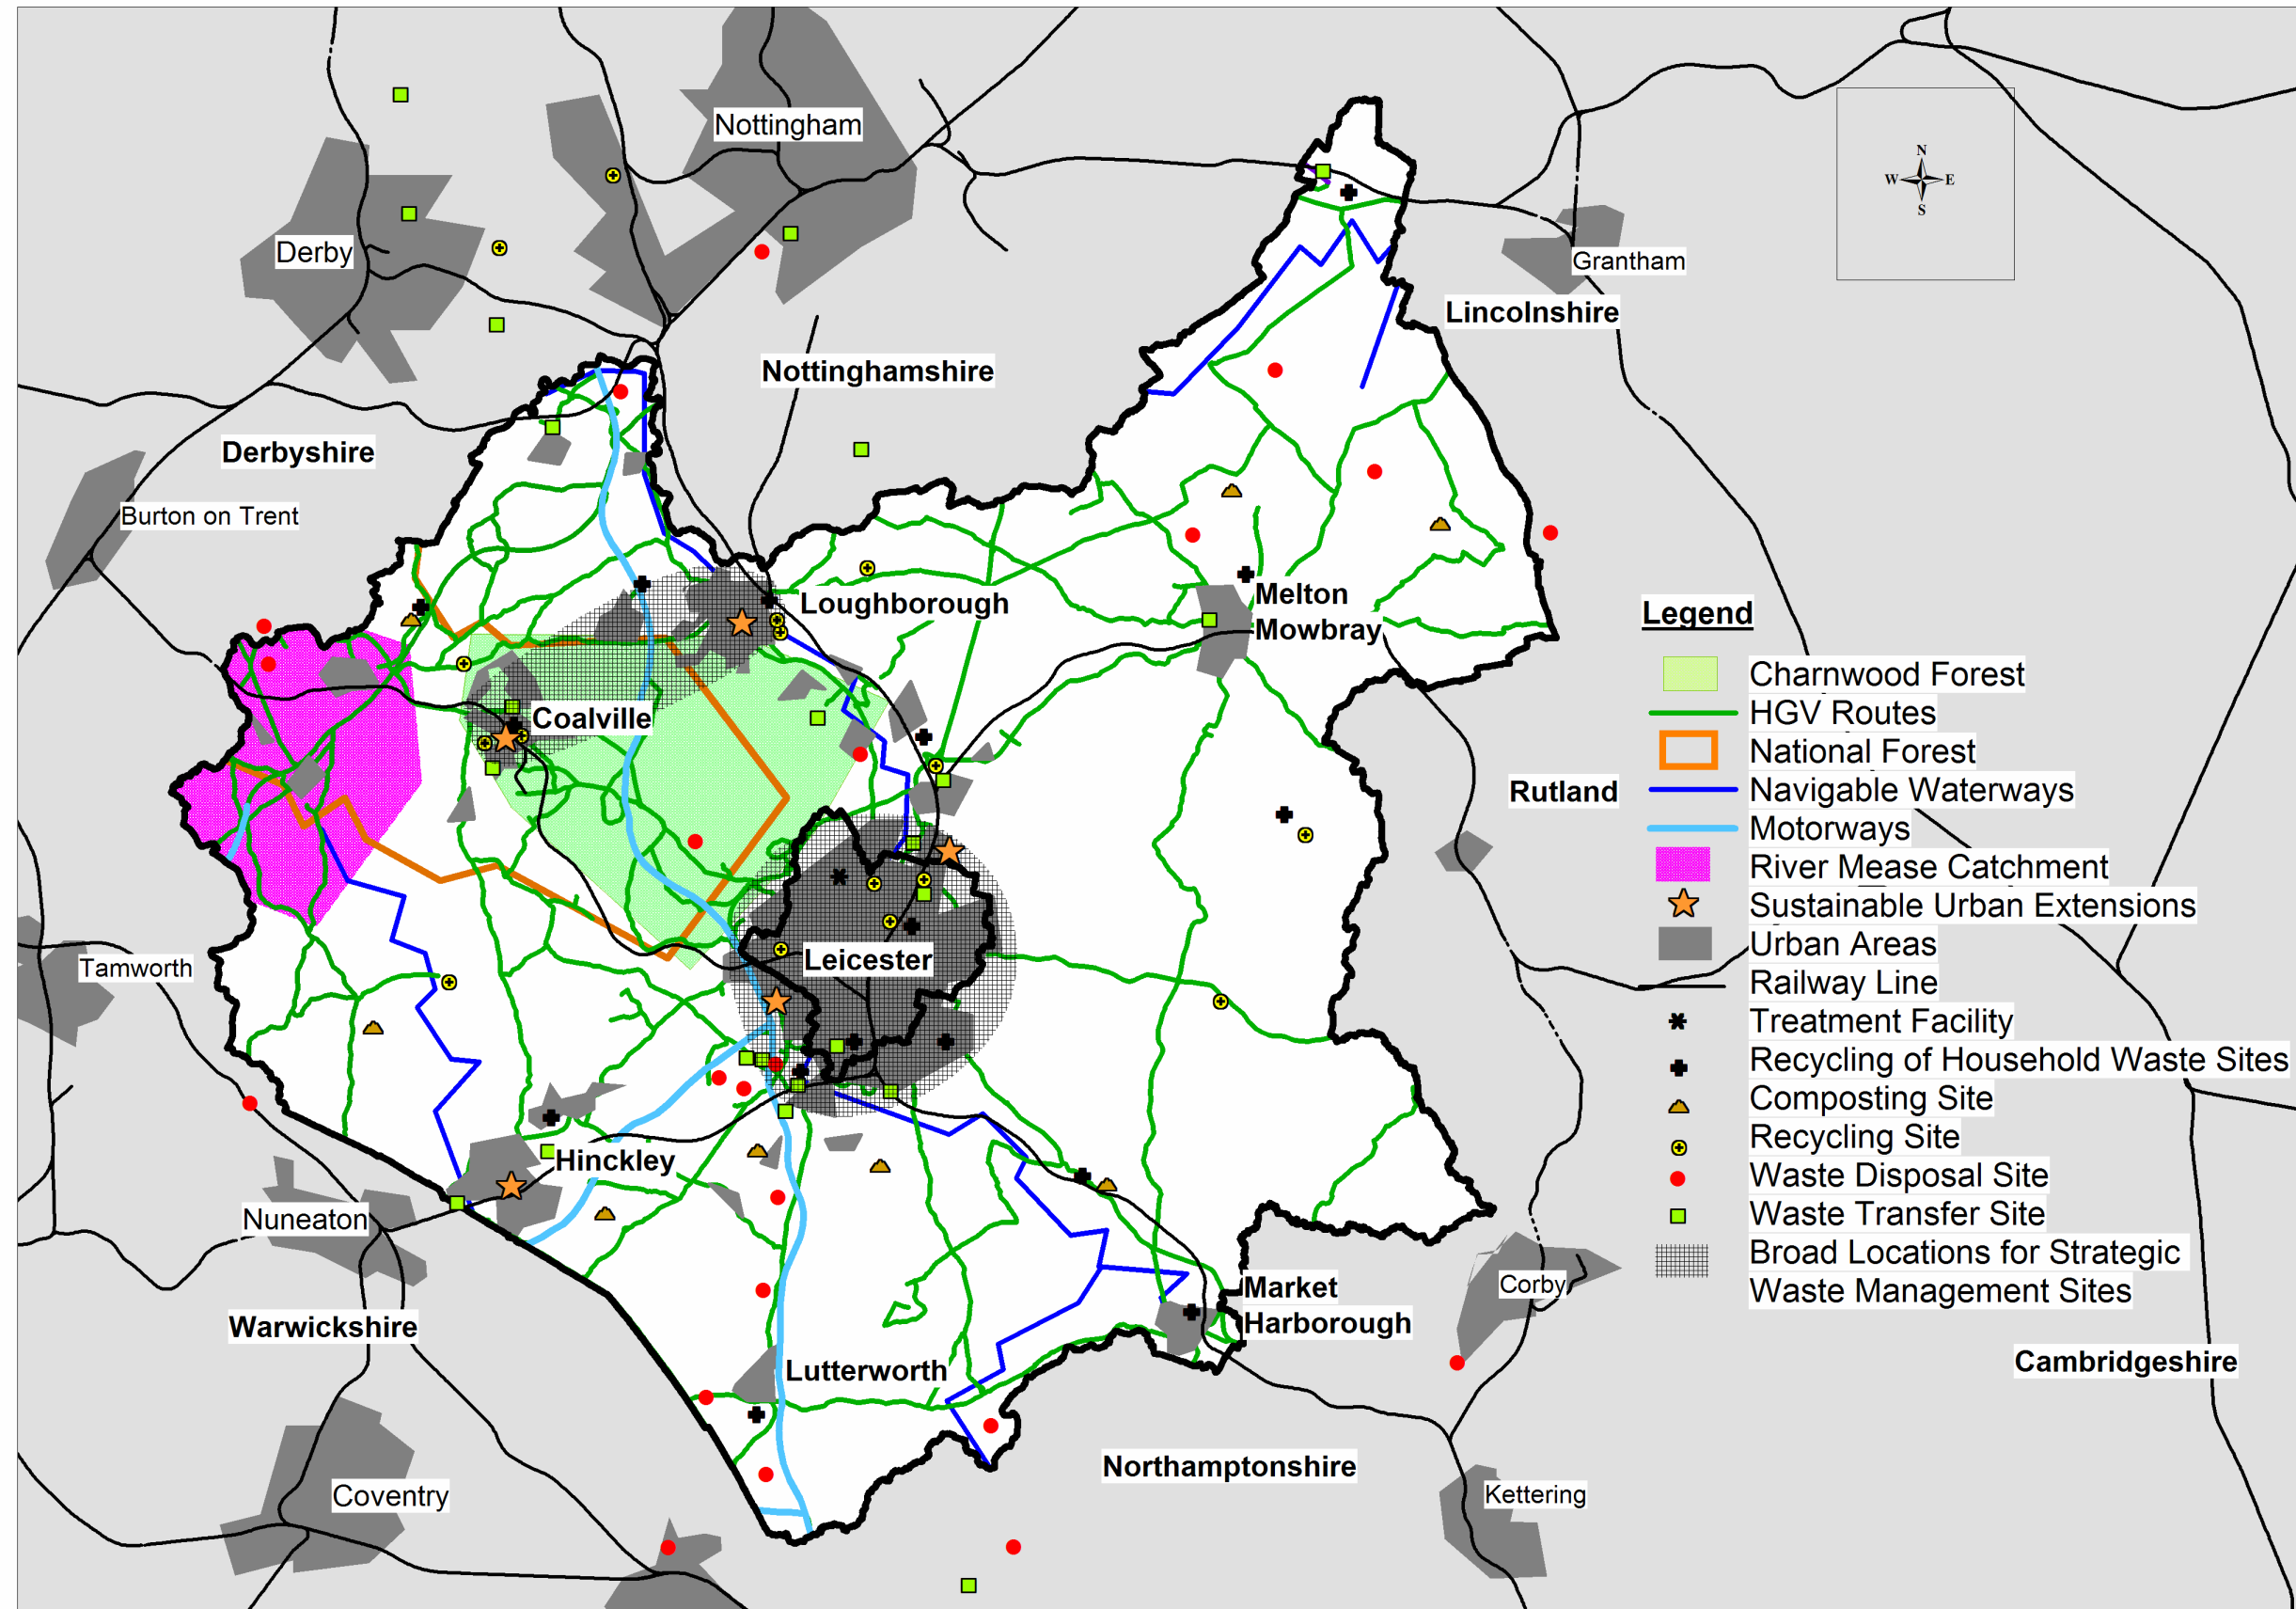 Nottingham
N
W E
S
Derby
Grantham
Lincolnshire
Nottinghamshire
Derbyshire
Burton on Trent
Loughborough
Melton
Mowbray
Coalville
Rutland
Leicester
Tamworth
Hinckley
Nuneaton
Market
Harborough
Corby
Warwickshire
Lutterworth
Cambridgeshire
Northamptonshire
Coventry
Kettering
Legend
Charnwood Forest
HGV Routes
National Forest
Navigable Waterways
Motorways
River Mease Catchment
Sustainable Urban Extensions
Urban Areas
Railway Line
Treatment Facility
Recycling of Household Waste Sites
Composting Site
Recycling Site
Waste Disposal Site
Waste Transfer Site
Broad Locations for Strategic
Waste Management Sites